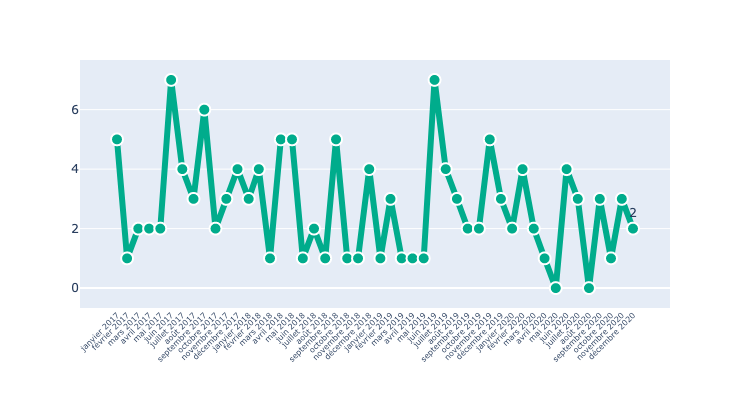 6
4
2
0
2
janvier 2017
février 2017
mars 2017
avril 2017
mai 2017
juin 2017
juillet 2017
août 2017
septembre 2017
octobre 2017
novembre 2017
décembre 2017
janvier 2018
février 2018
mars 2018
avril 2018
mai 2018
juin 2018
juillet 2018
août 2018
septembre 2018
octobre 2018
novembre 2018
décembre 2018
janvier 2019
février 2019
mars 2019
avril 2019
mai 2019
juin 2019
juillet 2019
août 2019
septembre 2019
octobre 2019
novembre 2019
décembre 2019
janvier 2020
février 2020
mars 2020
avril 2020
mai 2020
juin 2020
juillet 2020
août 2020
septembre 2020
octobre 2020
novembre 2020
décembre 2020